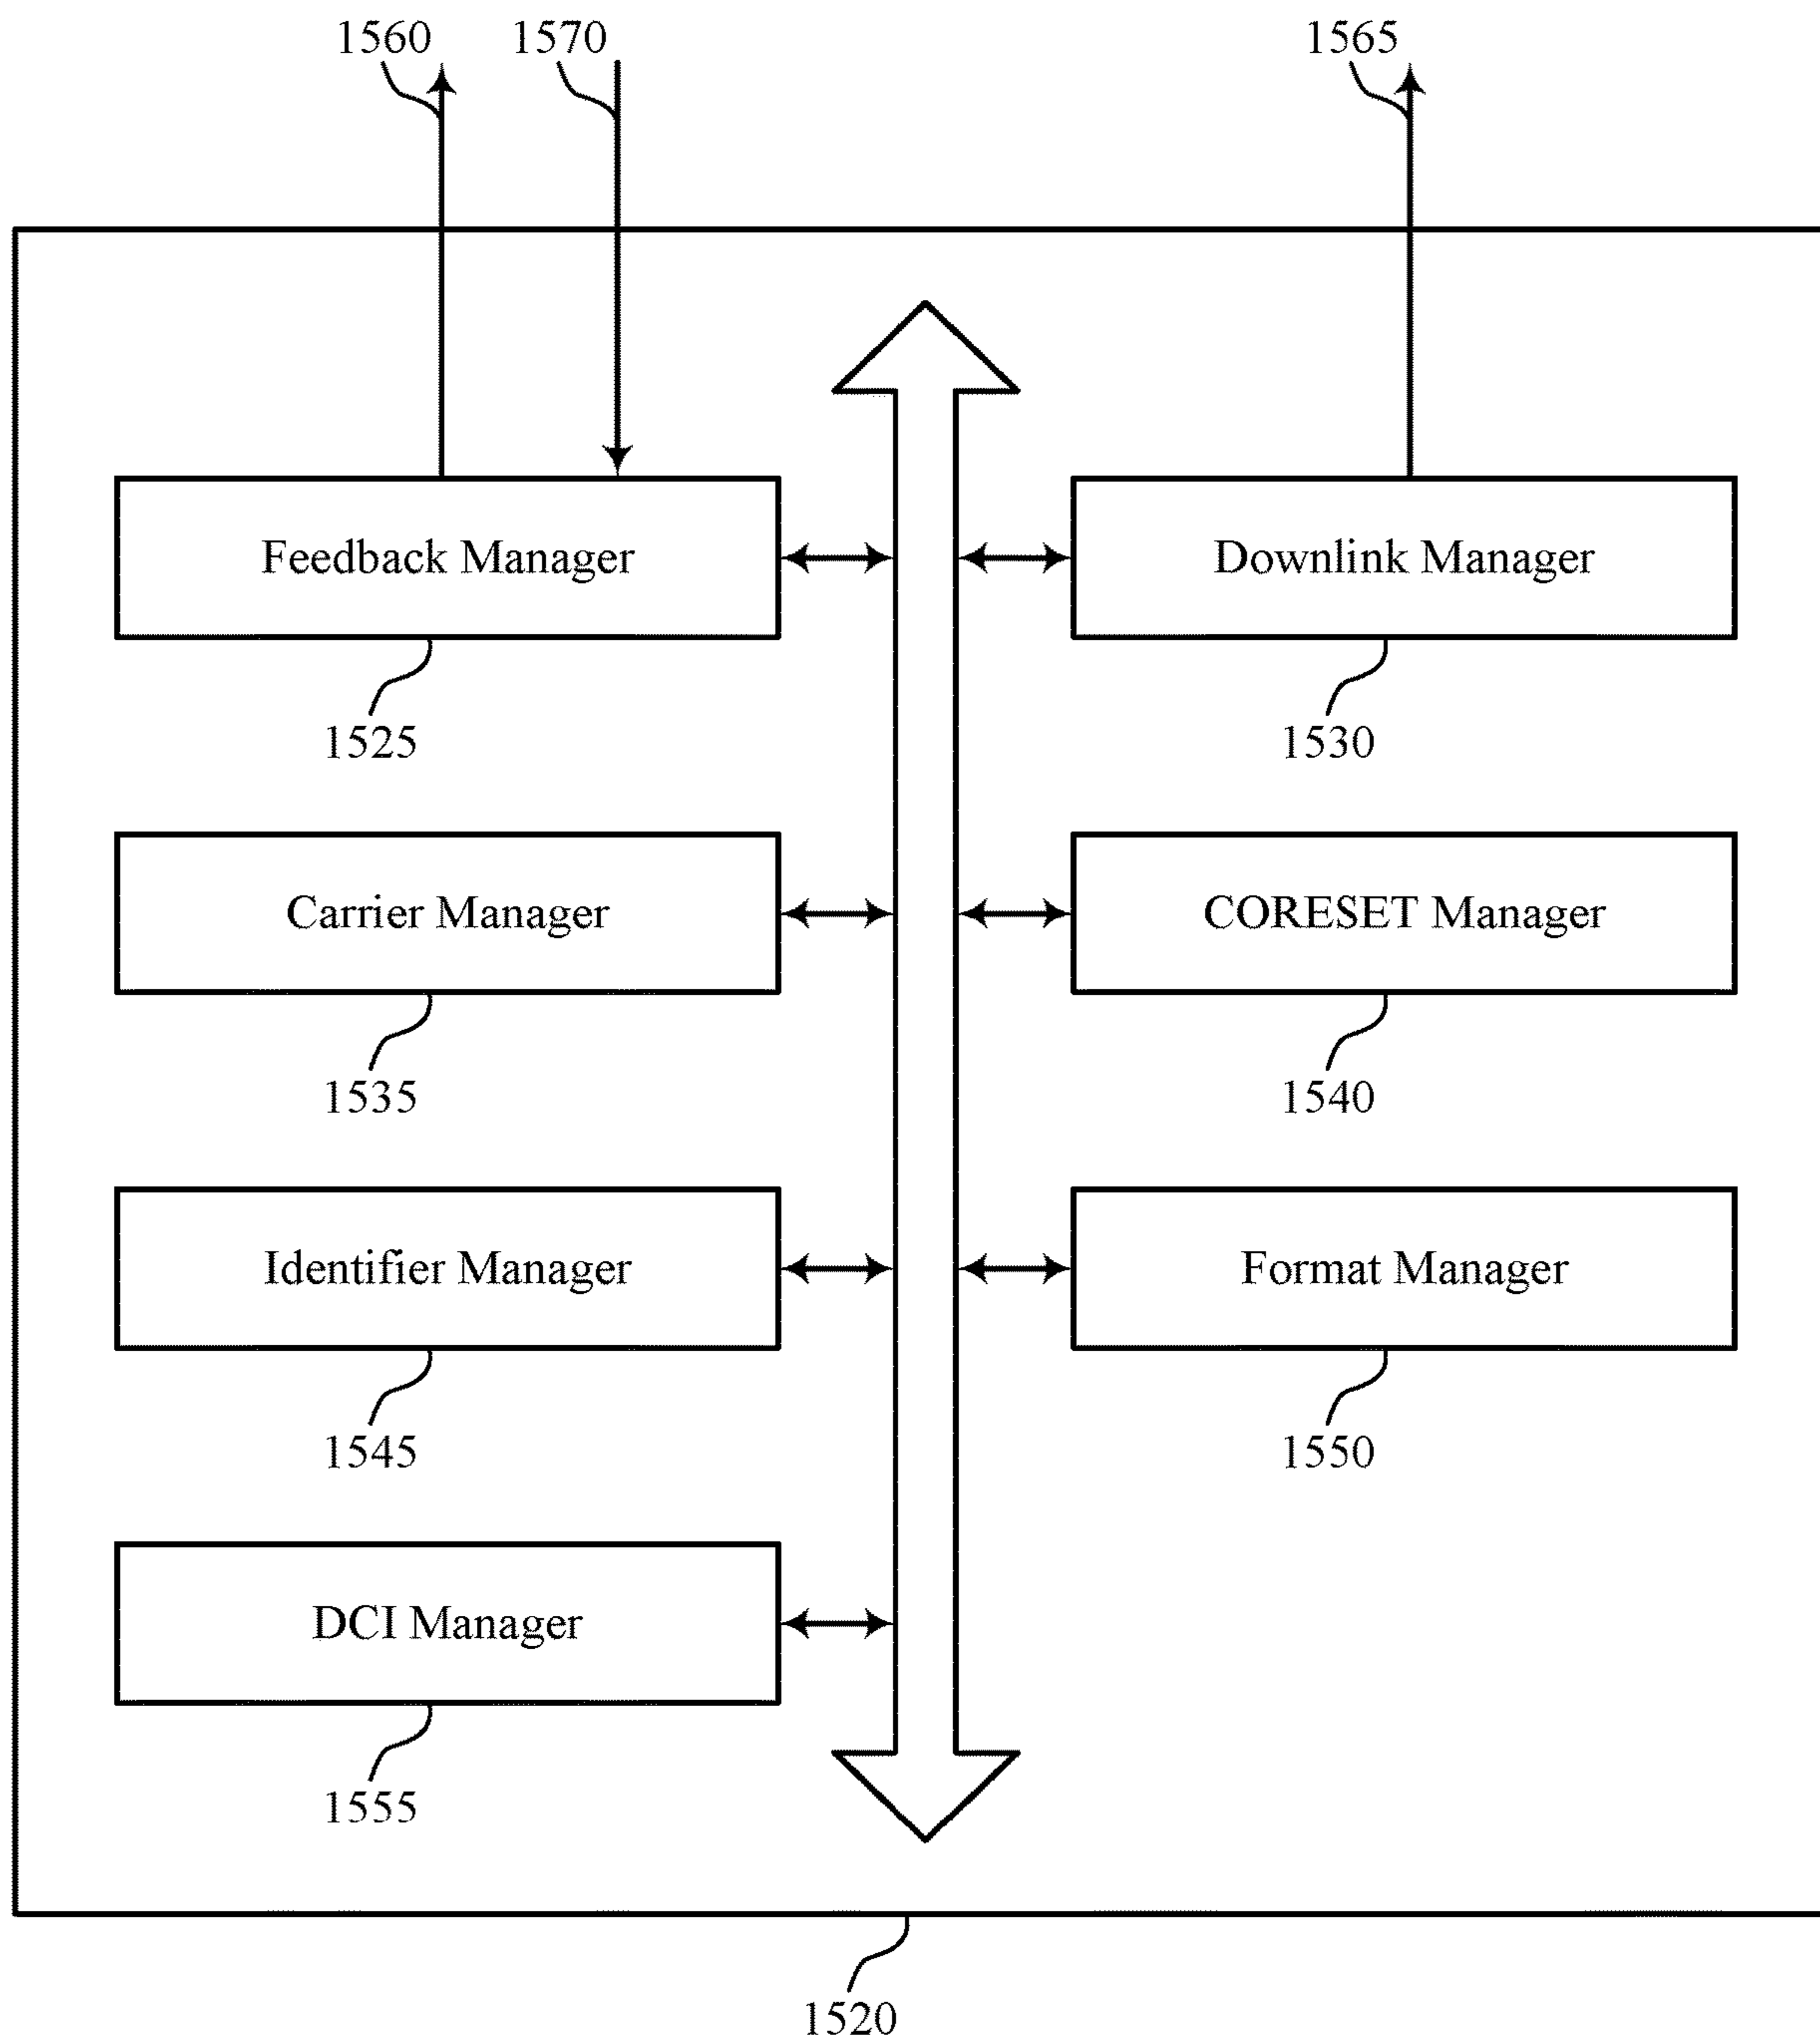 1560
1570
1565
Feedback Manager
Downlink Manager
1525
1530
Carrier Manager
CORESET Manager
1535
1540
Identifier Manager
Format Manager
1545
1550
DCI Manager
1555
1520